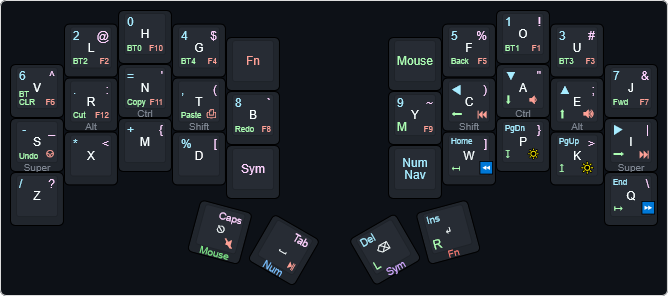 6 ^
V
BT
CLR F6
- _
S
Undo
Super
/ ?
Z
2 @
L
BT2 F2
. :
R
Cut F12
Alt
* <
X
0
H
BT0 F10
= '
N
Copy F11
Ctrl
+ {
M
4 $
G
BT4 F4
, (
T
Paste
Shift
% [
D
Fn
8 `
B
Redo F8
Sym
Mouse
9 ~
Y
M F9
Num
Nav
5 %
F
Back F5
◀ )
C
← ⏮
Shift
Home ]
W
↤ ⏪
1 !
O
BT1 F1
▼ "
A
↓
Ctrl
PgDn }
P
↧
3 #
U
BT3 F3
▲ ;
E
↑
Alt
PgUp >
K
↥
7 &
J
Fwd F7
▶ |
I
→ ⏭
Super
End \
Q
↦ ⏩
Caps
Mouse
Tab
Num ⏯
Del
⌫
L Sym
Ins
↵
R Fn